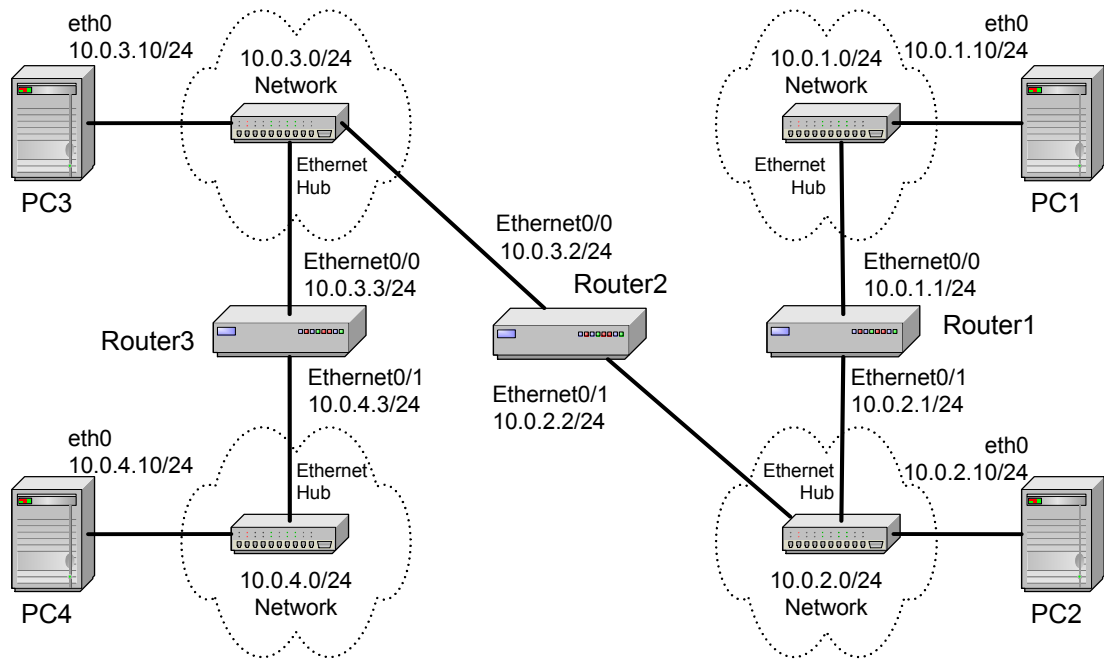 eth0
10.0.3.10/24
10.0.3.0/24
Network
Ethernet
Hub
PC3
10.0.1.0/24
Network
eth0
10.0.1.10/24
Ethernet
Hub
PC1
Ethernet0/0
10.0.3.3/24
Router3
Ethernet0/1
10.0.4.3/24
Ethernet0/0
10.0.3.2/24
Router2
Ethernet0/1
10.0.2.2/24
Ethernet0/0
10.0.1.1/24
Router1
Ethernet0/1
10.0.2.1/24
eth0
10.0.4.10/24
Ethernet
Hub
10.0.4.0/24
Network
PC4
Ethernet
Hub
eth0
10.0.2.10/24
10.0.2.0/24
Network
PC2